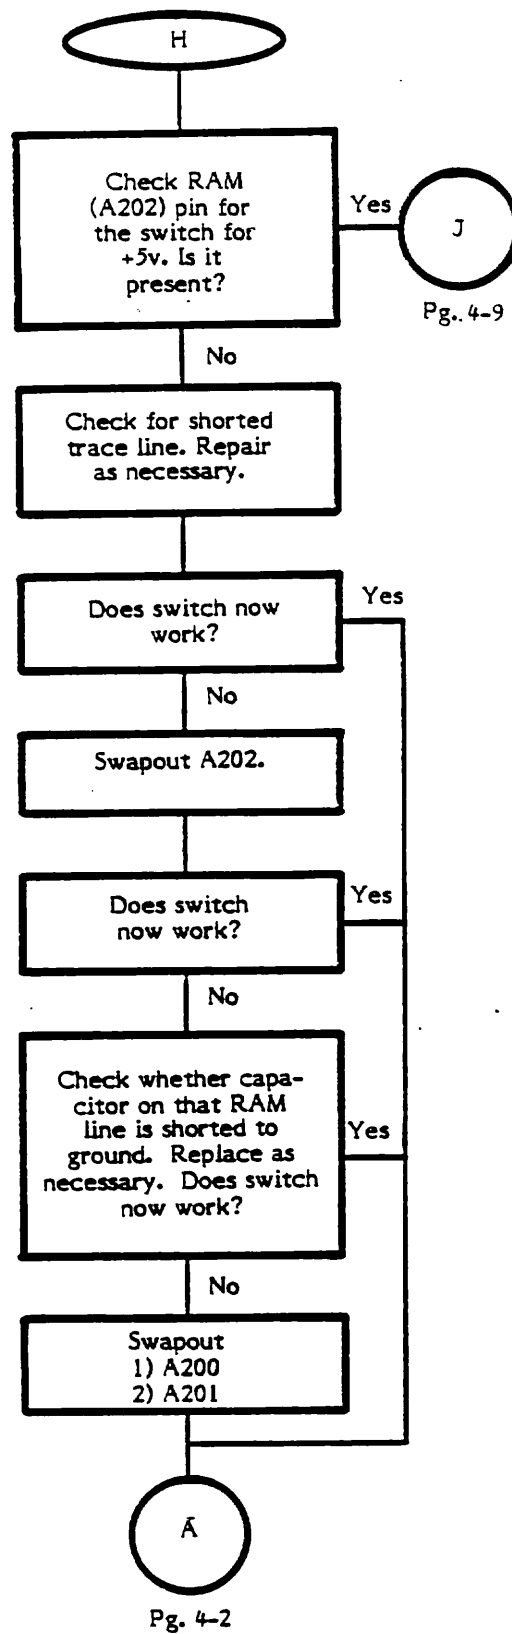 H
Check RAM
(A202) pin for
the switch for
+5v. Is it
present?
Yes
J
Pg. 4-9
No
Check for shorted
trace line. Repair
as necessary.
Does switch now
work?
Yes
No
Swapout A202.
Does switch
now work?
Yes
No
Check whether capa-
citor on that RAM
line is shorted to
ground. Replace as
necessary. Does switch
now work?
Yes
No
Swapout
1) A200
2) A201
A
Pg. 4-2